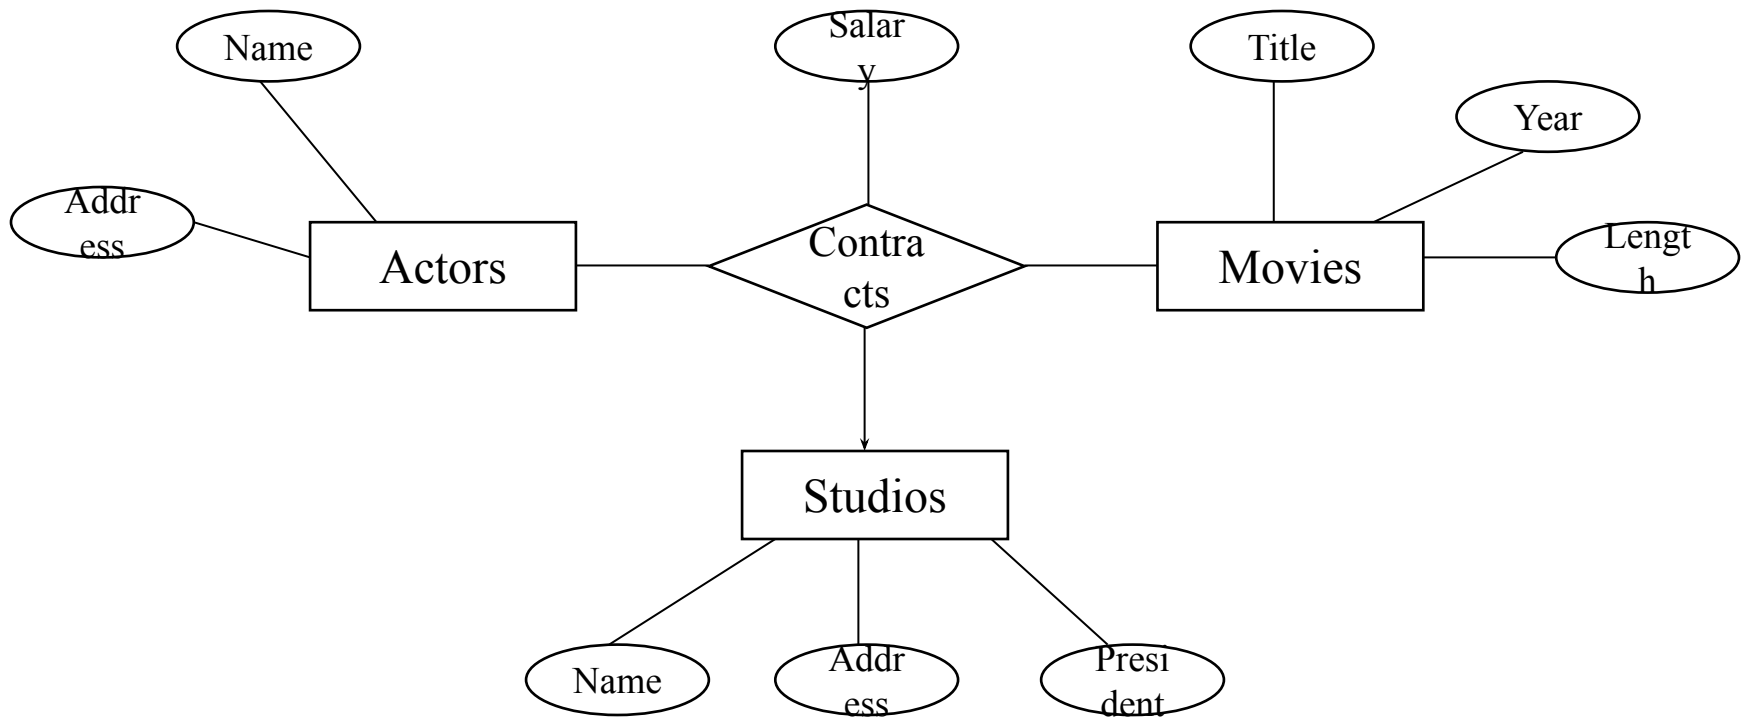 Name
Salar
y
Title
Year
Addr
ess
Actors
Contra
cts
Movies
Lengt
h
Studios
Name
Addr
ess
Presi
dent